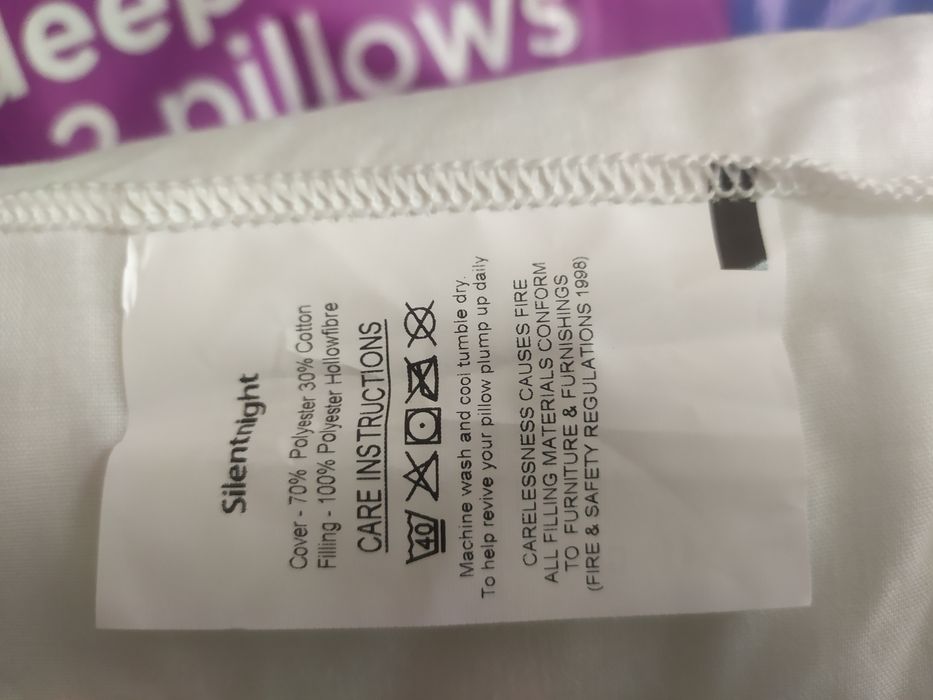 2 pillows
Silentnight
Cover - 70% Polyester 30% Cotton
Filling - 100% Polyester Hollowfibre
CARE INSTRUCTIONS
40
Machine wash and cool tumble dry.
To help revive your pillow plump up daily
CARELESSNESS CAUSES FIRE
ALL FILLING MATERIALS CONFORM
TO FURNITURE & FURNISHINGS
(FIRE & SAFETY REGULATIONS 1998)